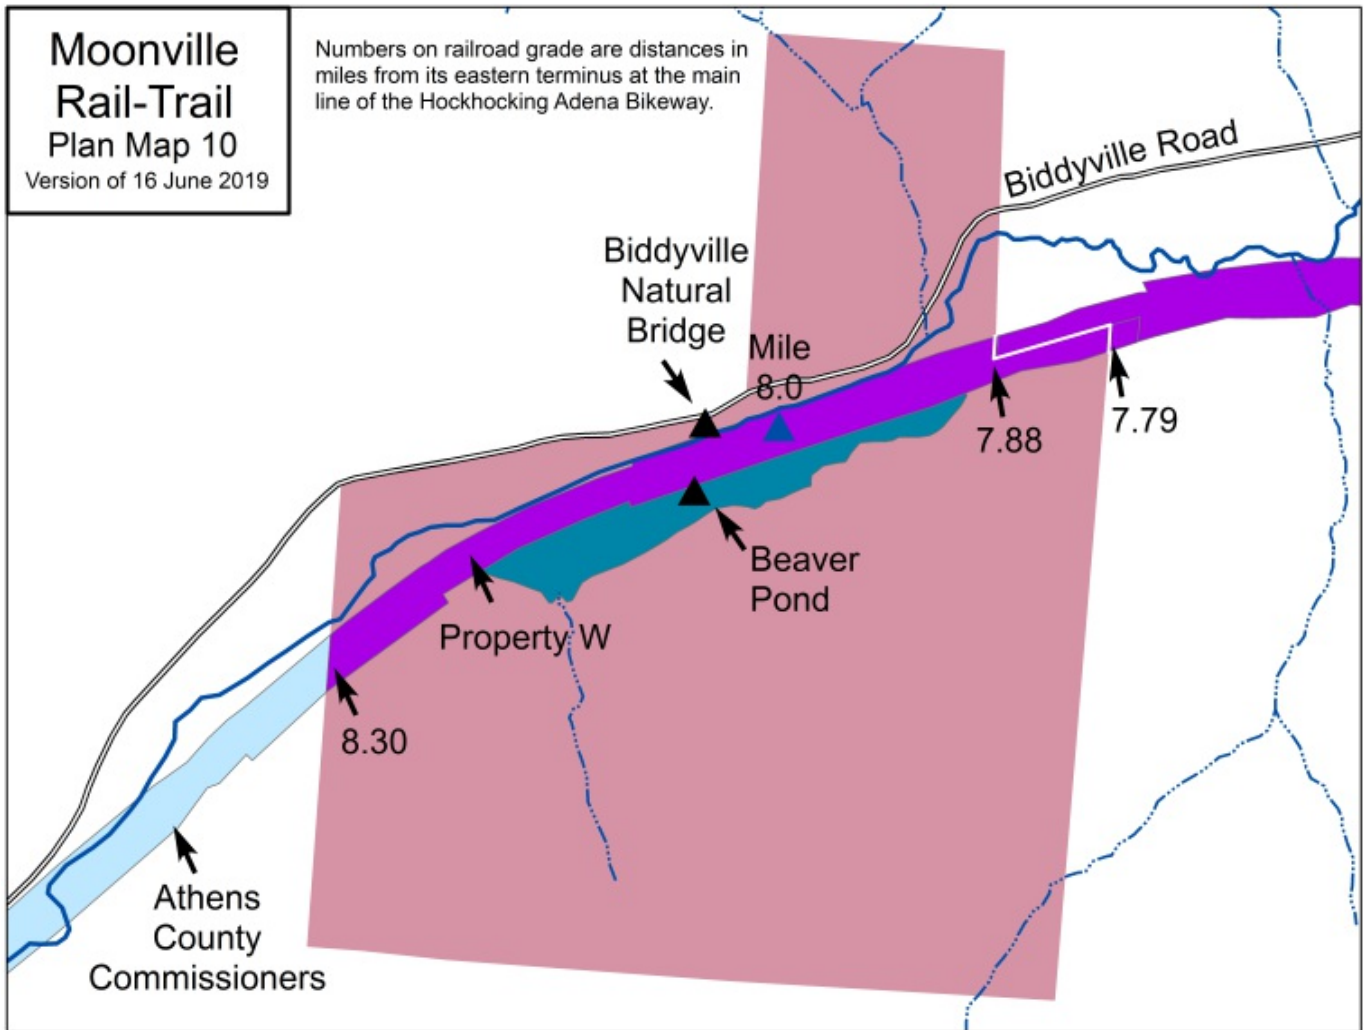 Moonville
Rail-Trail
Plan Map 10
Version of 16 June 2019
Numbers on railroad grade are distances in
miles from its eastern terminus at the main
line of the Hockhocking Adena Bikeway.
Biddyville Road
Biddyville
Natural
Bridge
Mile
8.0
7.79
7.88
Beaver
Pond
Property W
8.30
Athens
County
Commissioners